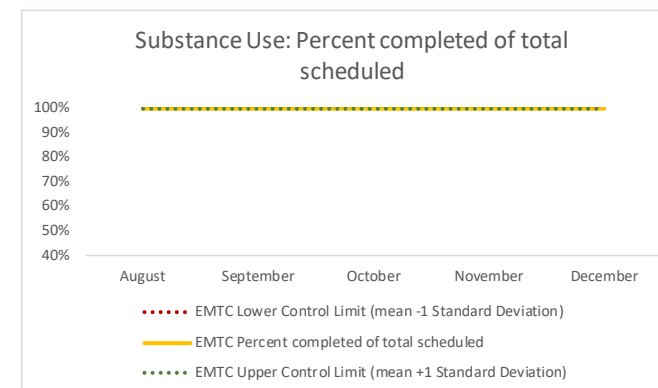 Substance Use: Percent completed of total
scheduled
100%
90%
80%
70%
60%
50%
40%
August September October November December
EMTC Lower Control Limit (mean -1 Standard Deviation)
EMTC Percent completed of total scheduled
EMTC Upper Control Limit (mean +1 Standard Deviation)